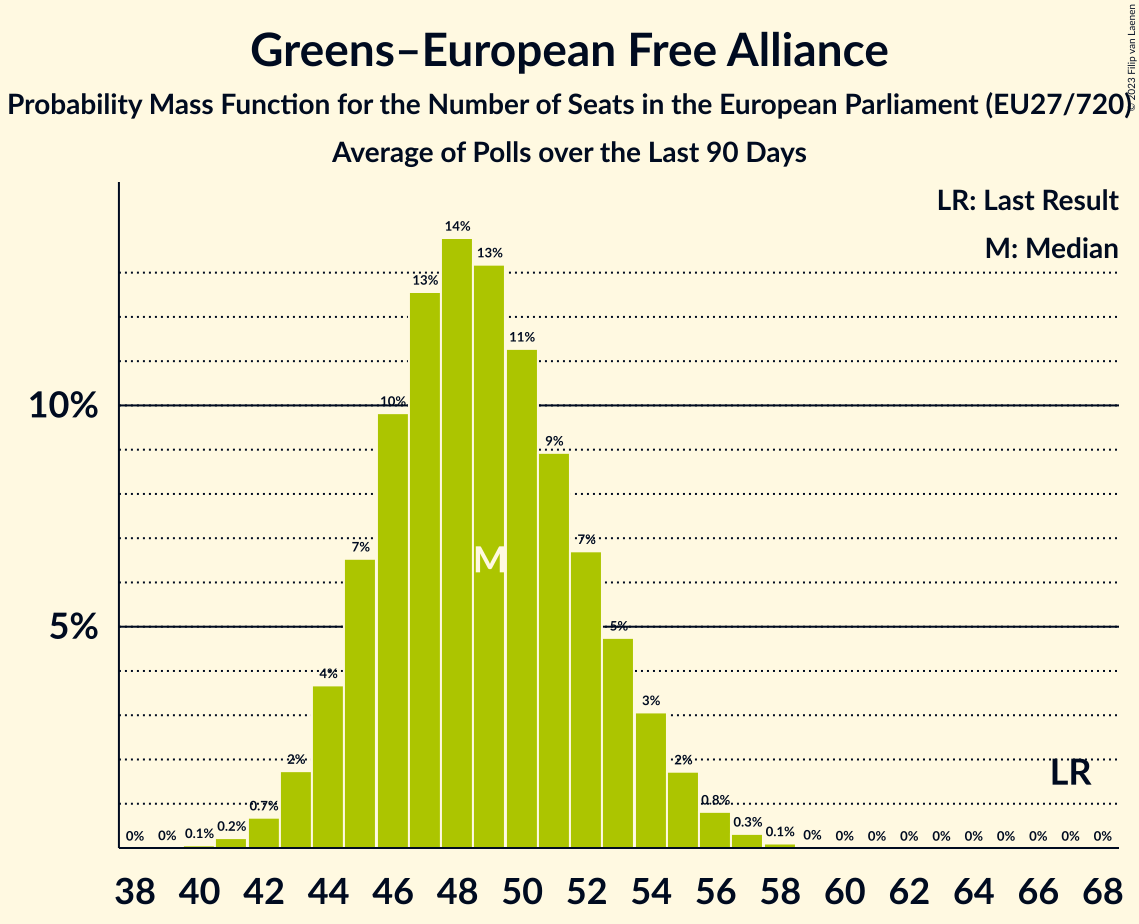 Greens–European Free Alliance
Probability Mass Function for the Number of Seats in the European Parliament (EU27/720)
Average of Polls over the Last 90 Days
© 2023 Filip van Laenen
LR: Last Result
M: Median
10%
5%
0% 0% 0.1% 0.2% 0.7% 2% 4% 7% 10% 13% 14% 13% 11% 9% 7% 5% 3% 2% 0.8% 0.3% 0.1% 0% 0% 0% 0% 0% 0% 0% 0% 0% 0%
M
LR
38 40 42 44 46 48 50 52 54 56 58 60 62 64 66 68